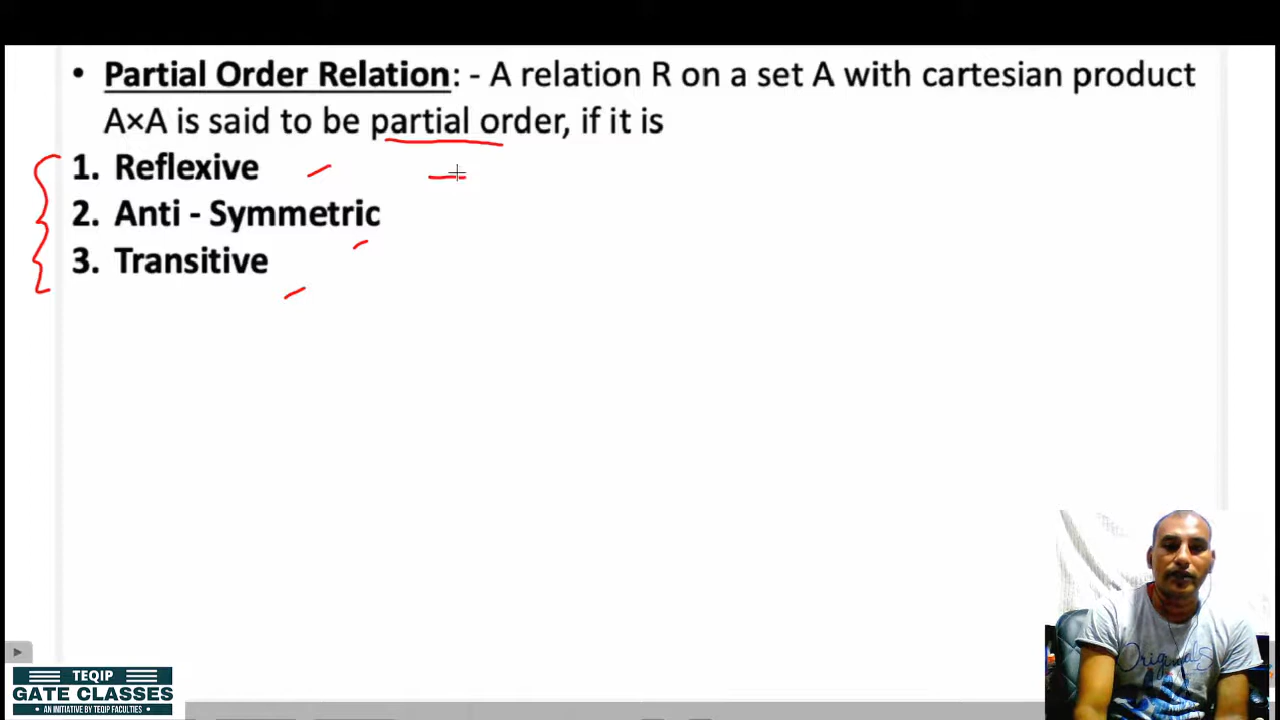 • Partial Order Relation: - A relation R on a set A with cartesian product
A×A is said to be partial order, if it is
1. Reflexive
2. Anti - Symmetric
3. Transitive
Originals
TEQIP
GATE CLASSES
• AN INITIATIVE BY TEQIP FACULTIES •